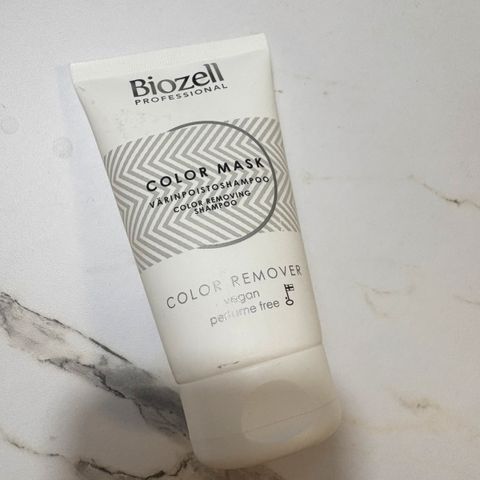 Biozell
PROFESSIONAL
COLOR MASK
VÄRINPOISTOSHAMPOO
COLOR REMOVING
SHAMPOO
COLOR REMOVER
vegan
perfume free